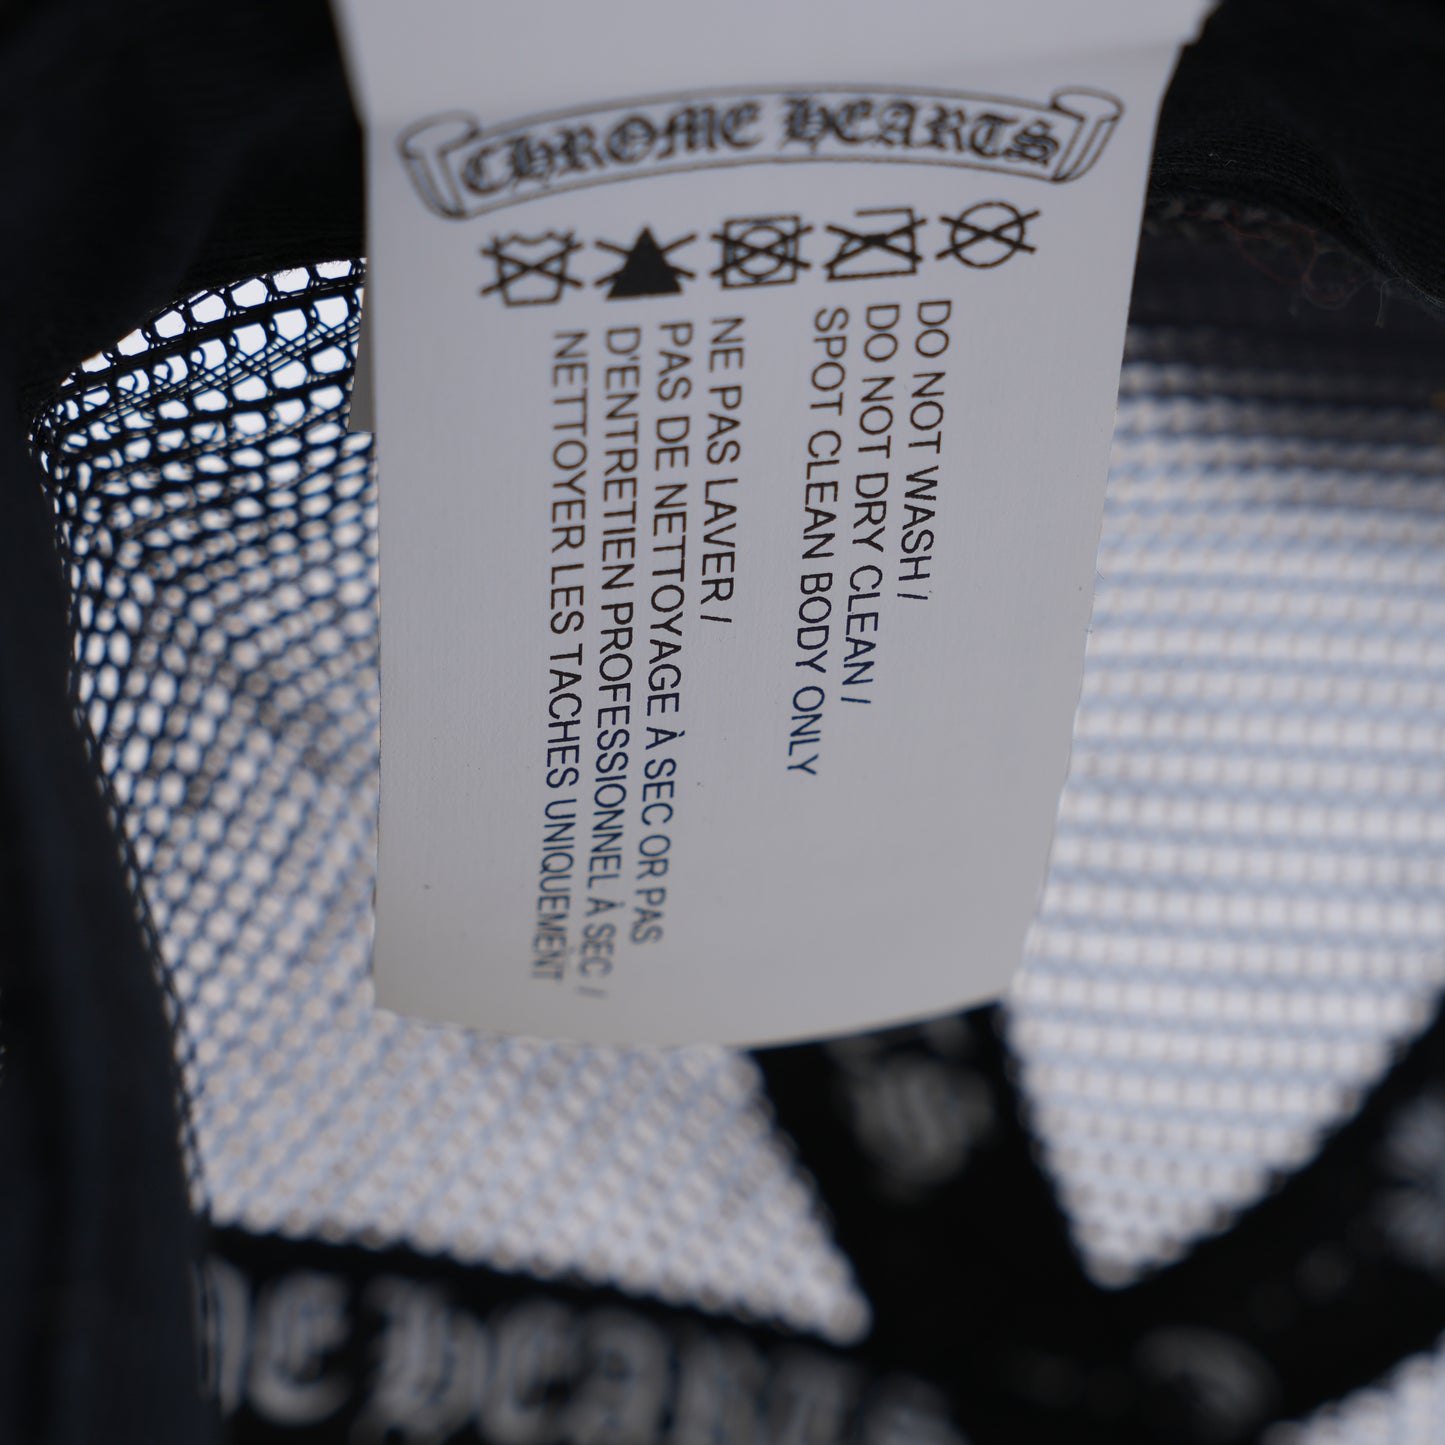 CHROME HEARTS
DO NOT WASH /
DO NOT DRY CLEAN /
SPOT CLEAN BODY ONLY
NE PAS LAVER /
PAS DE NETTOYAGE À SEC OR PAS
D'ENTRETIEN PROFESSIONNEL À SEC /
NETTOYER LES TACHES UNIQUEMENT